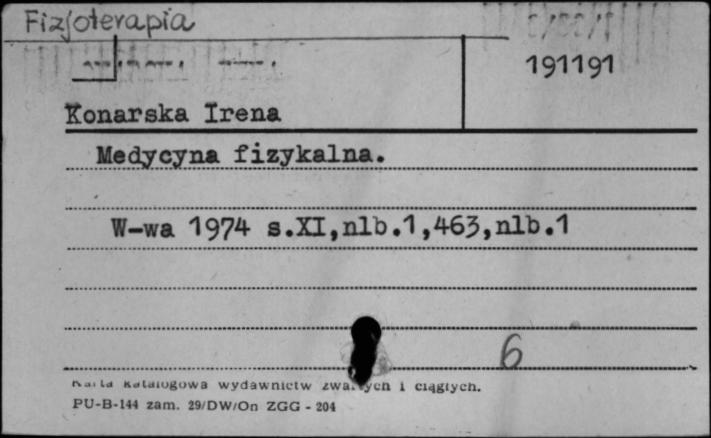 Fizjoterapia
191191
Konarska Irena
Medycyna fizykalna.
W-wa 1974 s.XI,nlb.1,463,nlb.1
6
Karta katalogowa wydawnictw zwartych i ciągłych.
PU-B-144 zam. 29/DW/On ZGG - 204